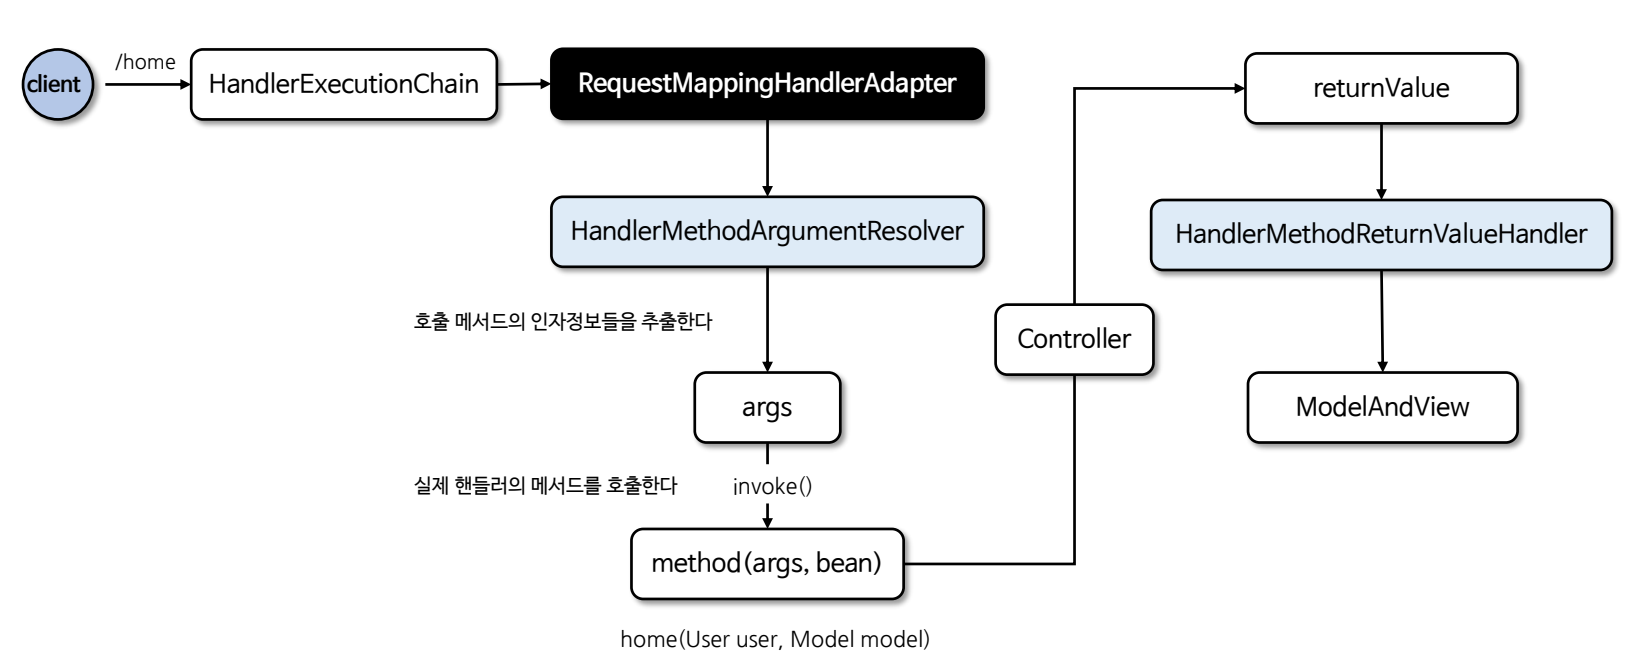 client
/home
HandlerExecutionChain
RequestMappingHandlerAdapter
HandlerMethodArgumentResolver
호출 메서드의 인자정보들을 추출한다
args
실제 핸들러의 메서드를 호출한다
invoke()
method(args, bean)
home(User user, Model model)
Controller
returnValue
HandlerMethodReturnValueHandler
ModelAndView